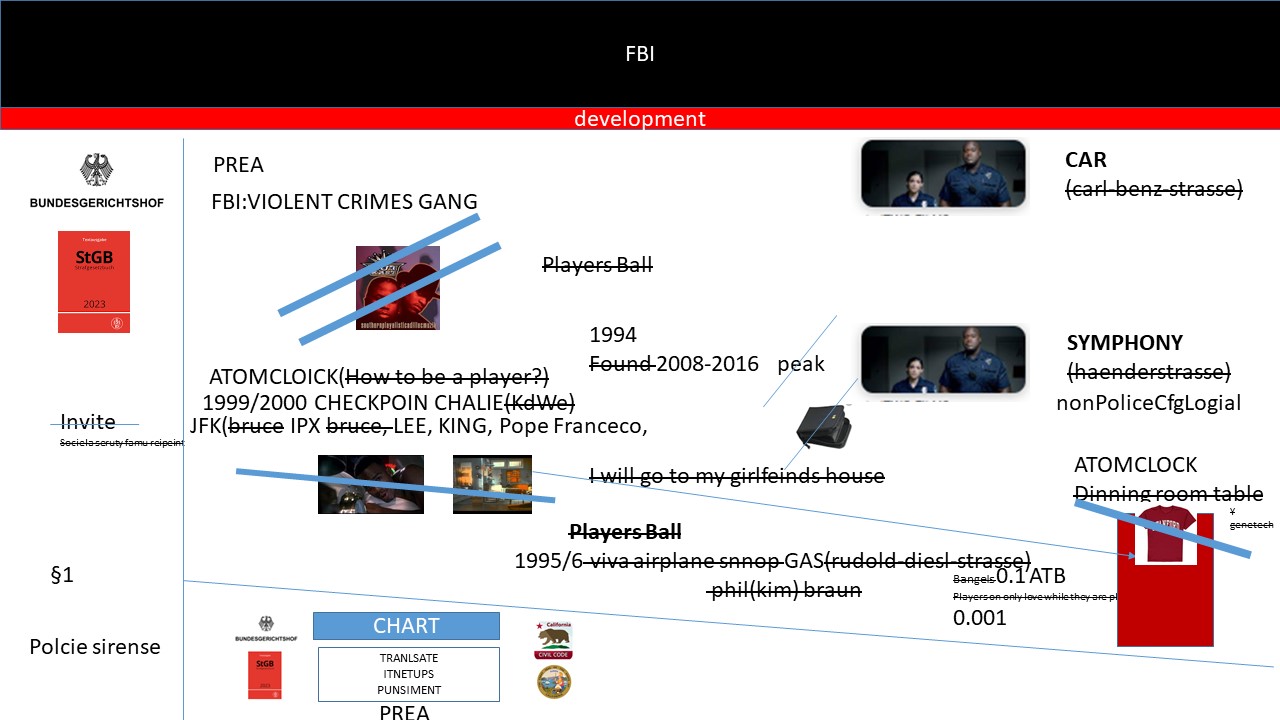 FBI
development
BUNDESGERICHTSHOF
StGB
Strafgesetzbuch
2023
PREA
FBI:VIOLENT CRIMES GANG
CAR
(carl-benz-strasse)
Players Ball
southernplayalisticadillacmuzik
1994
Found 2008-2016 peak
SYMPHONY
(haenderstrasse)
nonPoliceCfgLogial
ATOMCLOICK(How to be a player?)
1999/2000 CHECKPOIN CHALIE(KdWe)
JFK(bruce IPX bruce, LEE, KING, Pope Franceco,
Invite
Sociela seruty famu reipeint
I will go to my girlfeinds house
ATOMCLOCK
Dinning room table
¥
genetech
Players Ball
1995/6 viva airplane snnop GAS(rudold-diesl-strasse)
phil(kim) braun
Bangels 0.1ATB
Players on only love while they are pl
0.001
§1
Polcie sirense
BUNDESGERICHTSHOF
StGB
2023
CHART
TRANLSATE
ITNETUPS
PUNSIMENT
PREA
California
CIVIL CODE